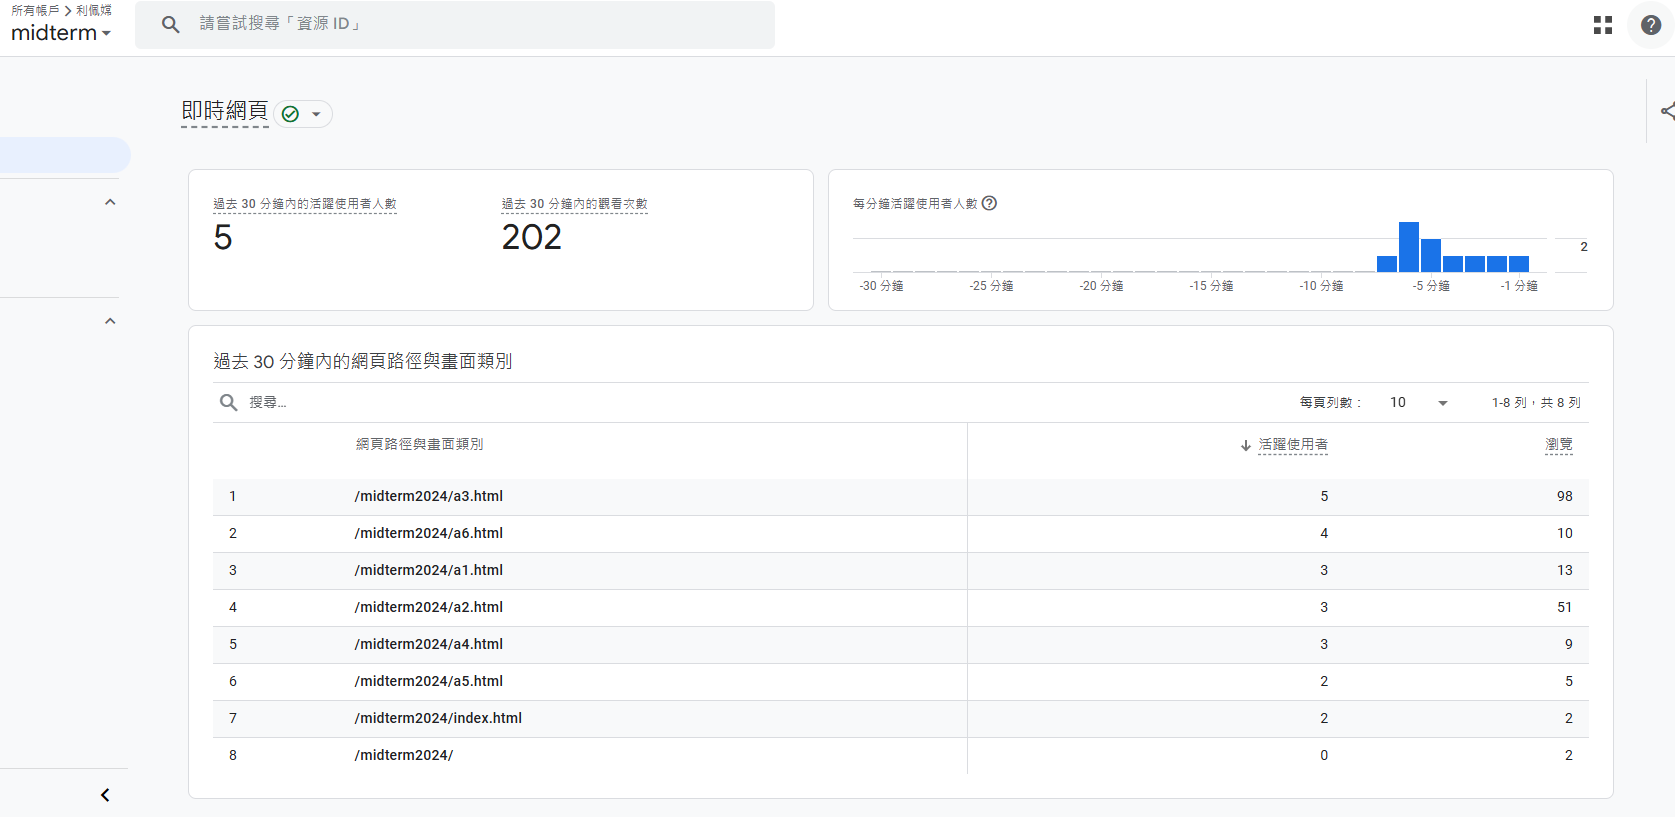 所有帳戶 > 利佩嫼
midterm
請嘗試搜尋「資源 ID」
即時網頁
過去 30 分鐘內的活躍使用者人數
5
過去 30 分鐘內的觀看次數
202
每分鐘活躍使用者人數
2
-30 分鐘 -25 分鐘 -20 分鐘 -15 分鐘 -10 分鐘 -5 分鐘 -1 分鐘
過去 30 分鐘內的網頁路徑與畫面類別
搜尋...
每頁列數： 10 1-8 列，共 8 列
網頁路徑與畫面類別 活躍使用者 瀏覽
1 /midterm2024/a3.html 5 98
2 /midterm2024/a6.html 4 10
3 /midterm2024/a1.html 3 13
4 /midterm2024/a2.html 3 51
5 /midterm2024/a4.html 3 9
6 /midterm2024/a5.html 2 5
7 /midterm2024/index.html 2 2
8 /midterm2024/ 0 2